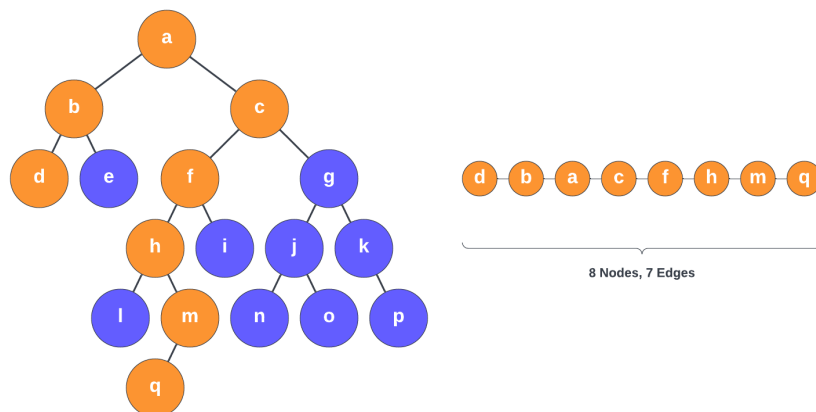 a
b c
d e f g
h i j k
l m n o p
q
d b a c f h m q
8 Nodes, 7 Edges